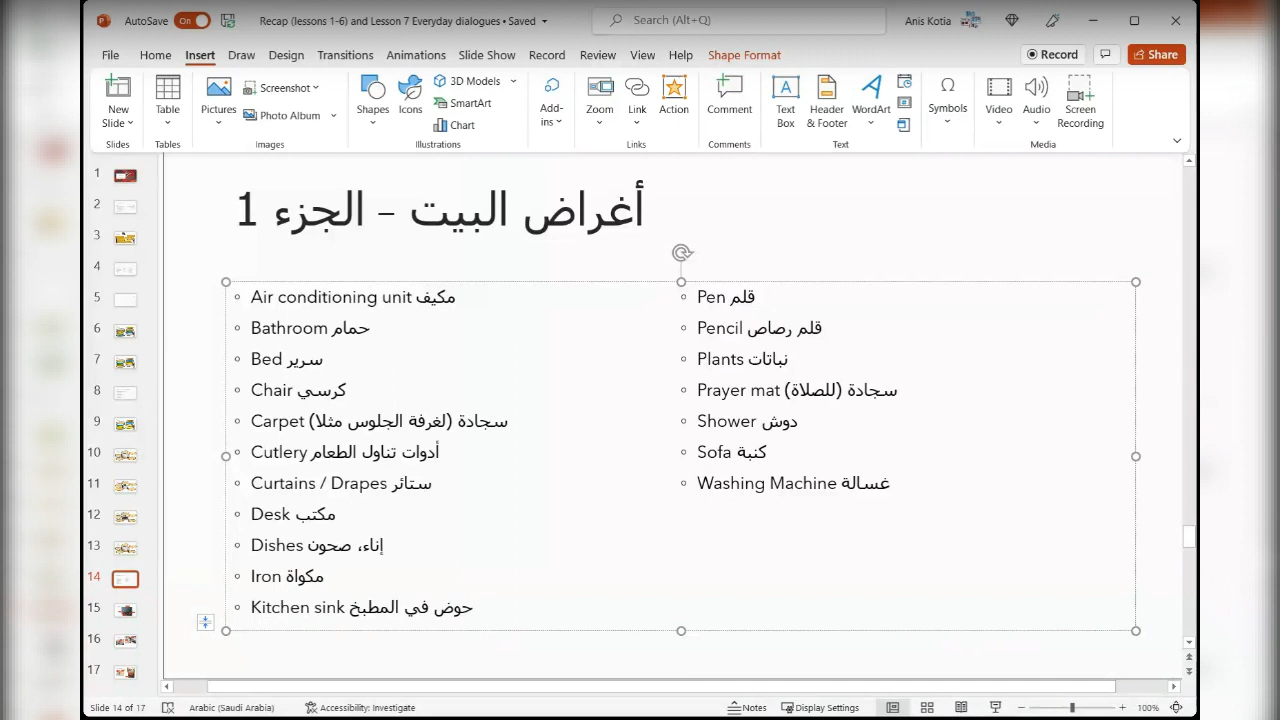 AutoSave On Recap (lessons 1-6) and Lesson 7 Everyday dialogues • Saved Search (Alt+Q) Anis Kotia
File Home Insert Draw Design Transitions Animations Slide Show Record Review View Help Shape Format Record Share
New Slide Table Pictures Screenshot Photo Album Shapes Icons 3D Models SmartArt Chart Add-ins Zoom Link Action Comment Text Box Header & Footer WordArt Symbols Video Audio Screen Recording
Slides Tables Images Illustrations Links Comments Text Media
أغراض البيت – الجزء 1
Air conditioning unit مكيف
Bathroom حمام
Bed سرير
Chair كرسي
Carpet سجادة (لغرفة الجلوس مثلا)
Cutlery أدوات تناول الطعام
Curtains / Drapes ستائر
Desk مكتب
Dishes إناء، صحون
Iron مكواة
Kitchen sink حوض في المطبخ
Pen قلم
Pencil قلم رصاص
Plants نباتات
Prayer mat سجادة (للصلاة)
Shower دوش
Sofa كنبة
Washing Machine غسالة
1
2
3
4
5
6
7
8
9
10
11
12
13
14
15
16
17
Slide 14 of 17 Arabic (Saudi Arabia) Accessibility: Investigate Notes Display Settings 100%